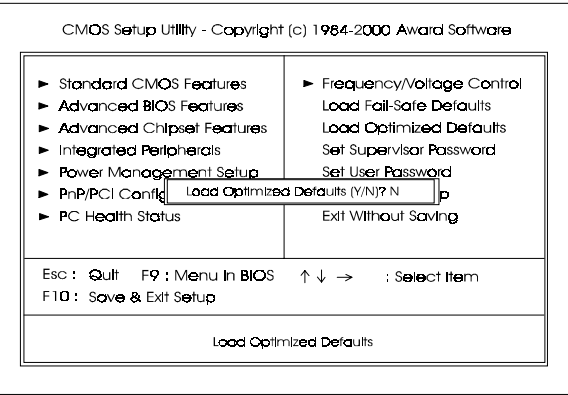 CMOS Setup Utility - Copyright (c) 1984-2000 Award Software
► Standard CMOS Features
► Advanced BIOS Features
► Advanced Chipset Features
► Integrated Peripherals
► Power Management Setup
► PnP/PCI Config
► PC Health Status
► Frequency/Voltage Control
Load Fail-Safe Defaults
Load Optimized Defaults
Set Supervisor Password
Set User Password
p
Exit Without Saving
Load Optimized Defaults (Y/N)? N
Esc : Quit F9 : Menu in BIOS ↑ ↓ → : Select Item
F10 : Save & Exit Setup
Load Optimized Defaults